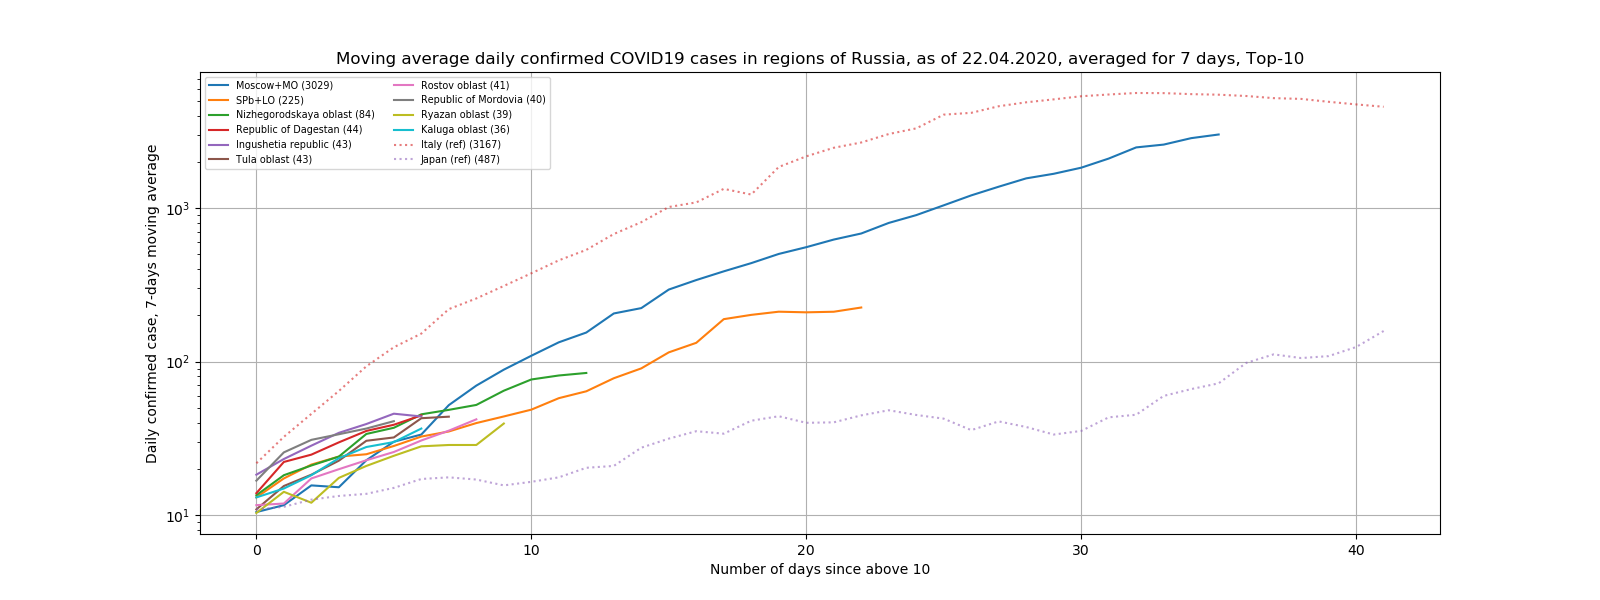 Moving average daily confirmed COVID19 cases in regions of Russia, as of 22.04.2020, averaged for 7 days, Top-10
Moscow+MO (3029)
SPb+LO (225)
Nizhegorodskaya oblast (84)
Republic of Dagestan (44)
Ingushetia republic (43)
Tula oblast (43)
Rostov oblast (41)
Republic of Mordovia (40)
Ryazan oblast (39)
Kaluga oblast (36)
Italy (ref) (3167)
Japan (ref) (487)
Daily confirmed case, 7-days moving average
10³
10²
10¹
0 10 20 30 40
Number of days since above 10